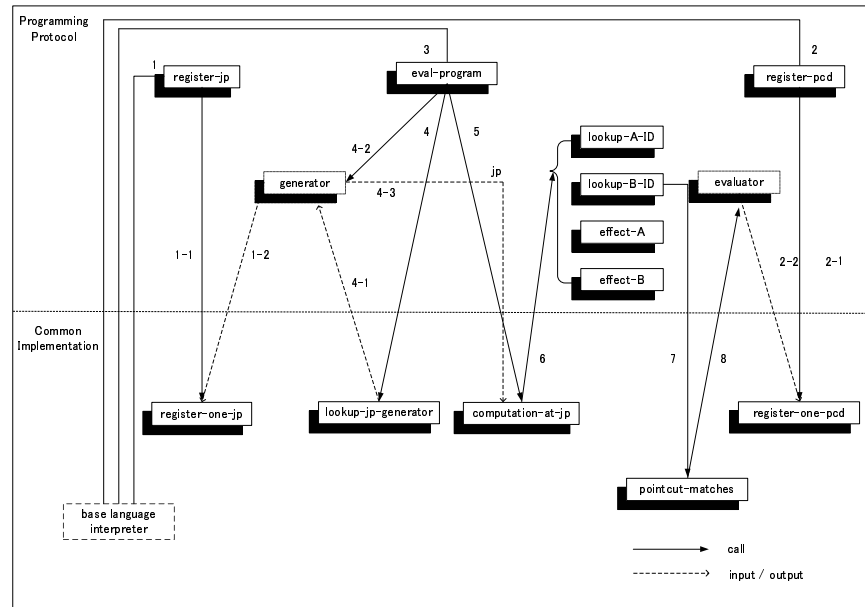 Programming
Protocol
1
register-jp
3
eval-program
2
register-pcd
4-2
4
5
lookup-A-ID
jp
generator
4-3
lookup-B-ID
evaluator
effect-A
1-1
1-2
4-1
effect-B
2-2
2-1
Common
Implementation
6
7
8
register-one-jp
lookup-jp-generator
computation-at-jp
register-one-pcd
pointcut-matches
base language
interpreter
call
input / output